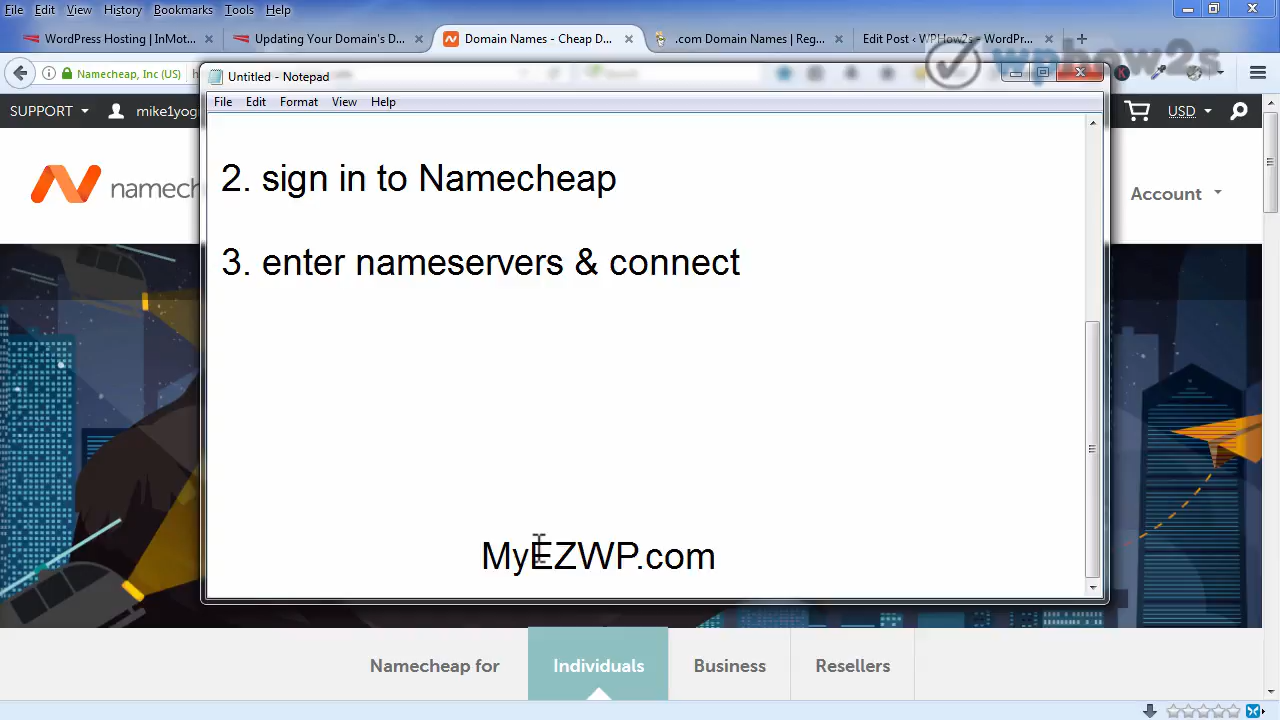 File Edit View History Bookmarks Tools Help
WordPress Hosting | InMot...
Updating Your Domain's D...
Domain Names - Cheap D...
.com Domain Names | Reg...
Edit Post ‹ WPHow2s — WordPr...
wphow2s
Namecheap, Inc (US)
Untitled - Notepad
SUPPORT
mike1yog
USD
File Edit Format View Help
namech
Account
2. sign in to Namecheap
3. enter nameservers & connect
MyEZWP.com
Namecheap for
Individuals
Business
Resellers